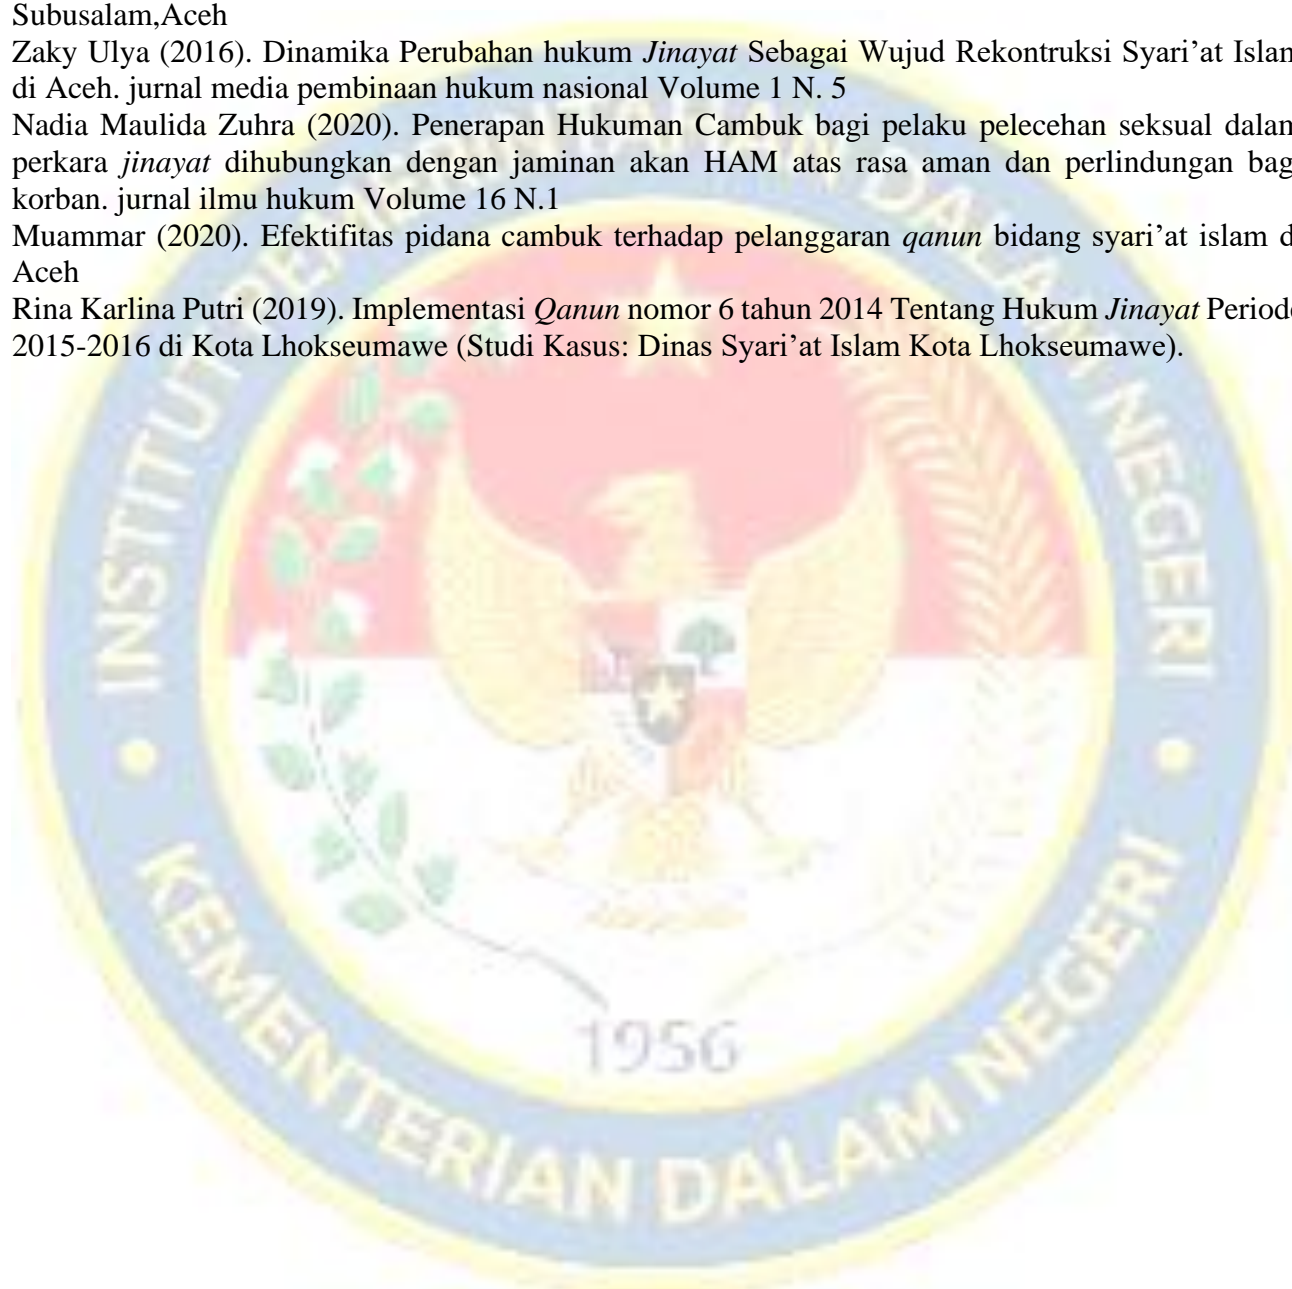 Subusalam,Aceh
Zaky Ulya (2016). Dinamika Perubahan hukum Jinayat Sebagai Wujud Rekontruksi Syari’at Islam
di Aceh. jurnal media pembinaan hukum nasional Volume 1 N. 5
Nadia Maulida Zuhra (2020). Penerapan Hukuman Cambuk bagi pelaku pelecehan seksual dalam
perkara jinayat dihubungkan dengan jaminan akan HAM atas rasa aman dan perlindungan bag
korban. jurnal ilmu hukum Volume 16 N.1
Muammar (2020). Efektifitas pidana cambuk terhadap pelanggaran qanun bidang syari’at islam d
Aceh
Rina Karlina Putri (2019). Implementasi Qanun nomor 6 tahun 2014 Tentang Hukum Jinayat Periode
2015-2016 di Kota Lhokseumawe (Studi Kasus: Dinas Syari’at Islam Kota Lhokseumawe).
INSTITUT PEMERINTAHAN DALAM NEGERI
1956
KEMENTERIAN DALAM NEGERI